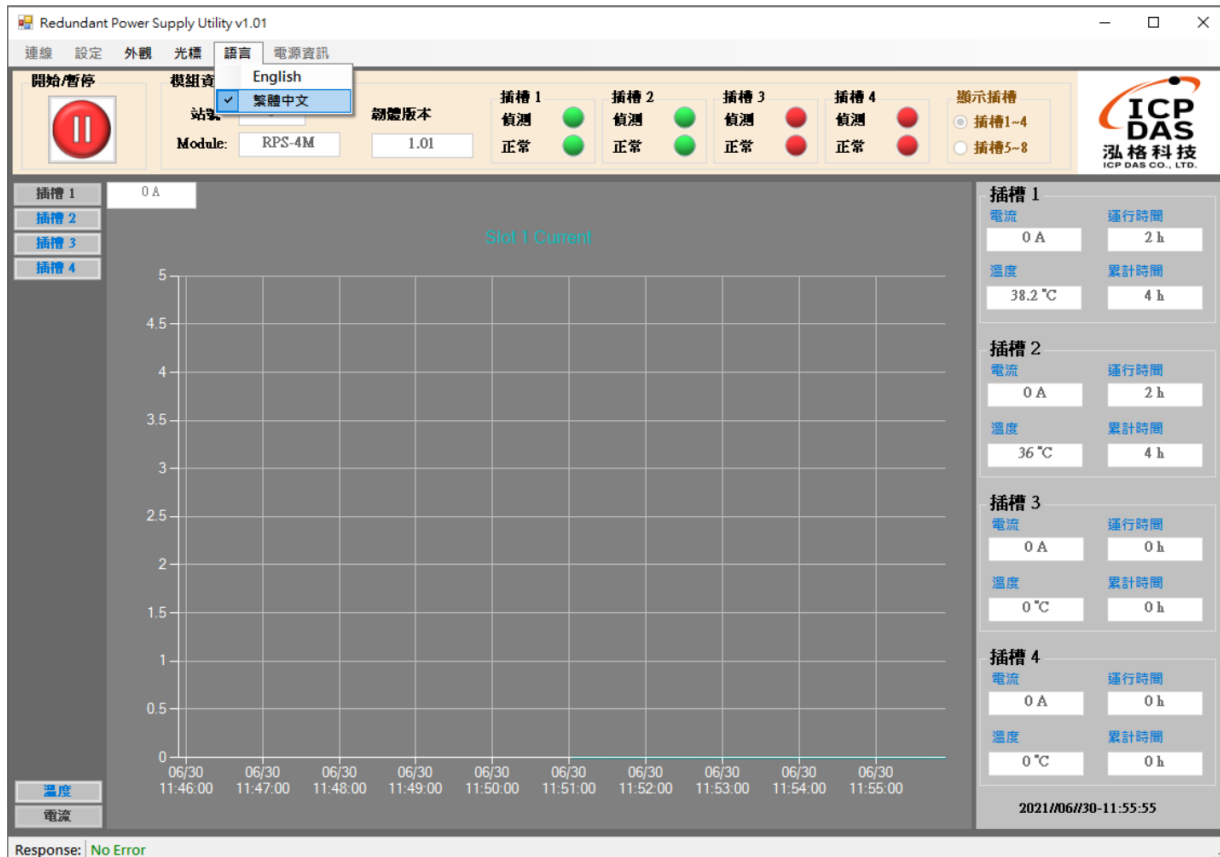 Redundant Power Supply Utility v1.01
連線 設定 外觀 光標 語言 電源資訊
English
繁體中文
開始/暫停
模組資
站號
韌體版本
Module: RPS-4M 1.01
插槽 1 插槽 2 插槽 3 插槽 4
偵測 偵測 偵測 偵測
正常 正常 正常 正常
顯示插槽
插槽1~4
插槽5~8
ICP
DAS
泓格科技
ICP DAS CO., LTD.
插槽 1
插槽 2
插槽 3
插槽 4
0 A
Slot 1 Current
5
4.5
4
3.5
3
2.5
2
1.5
1
0.5
0
06/30 06/30 06/30 06/30 06/30 06/30 06/30 06/30 06/30 06/30
11:46:00 11:47:00 11:48:00 11:49:00 11:50:00 11:51:00 11:52:00 11:53:00 11:54:00 11:55:00
溫度
電流
插槽 1
電流 運行時間
0 A 2 h
溫度 累計時間
38.2 °C 4 h
插槽 2
電流 運行時間
0 A 2 h
溫度 累計時間
36 °C 4 h
插槽 3
電流 運行時間
0 A 0 h
溫度 累計時間
0 °C 0 h
插槽 4
電流 運行時間
0 A 0 h
溫度 累計時間
0 °C 0 h
2021//06//30-11:55:55
Response: No Error